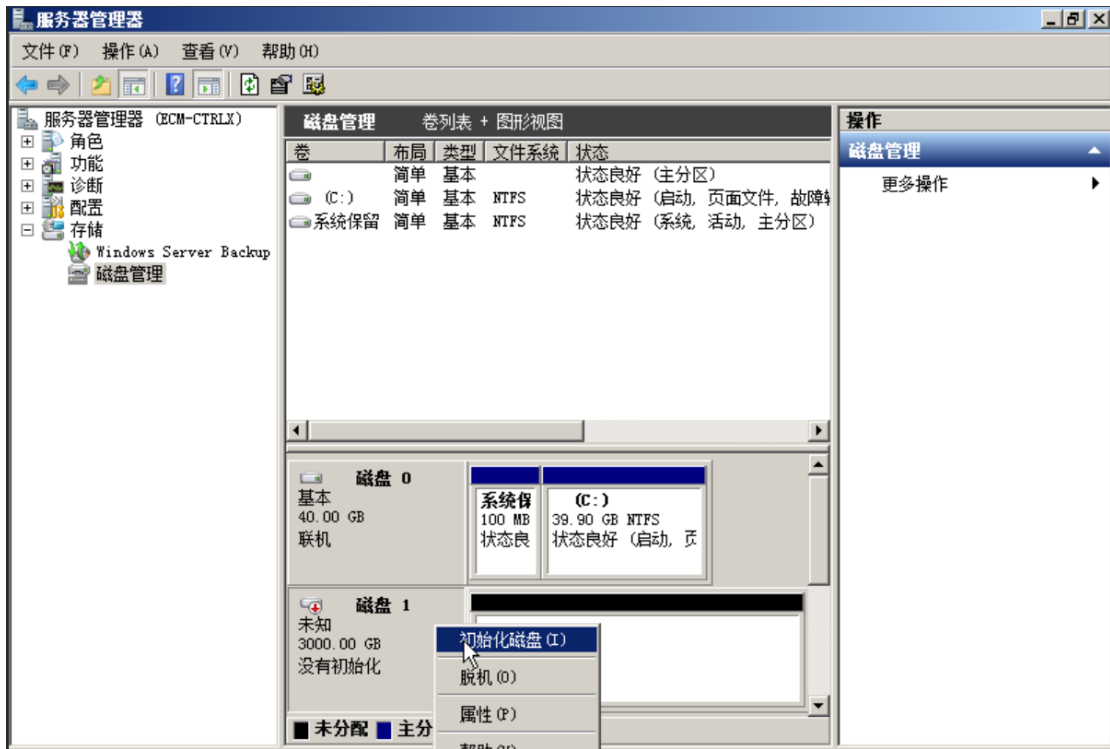 服务器管理器
文件(F) 操作(A) 查看(V) 帮助(H)
服务器管理器 (ECM-CTRLX)
角色
功能
诊断
配置
存储
Windows Server Backup
磁盘管理
磁盘管理 卷列表 + 图形视图
卷 布局 类型 文件系统 状态
简单 基本 状态良好 (主分区)
(C:) 简单 基本 NTFS 状态良好 (启动, 页面文件, 故障
系统保留 简单 基本 NTFS 状态良好 (系统, 活动, 主分区)
磁盘 0
基本
40.00 GB
联机
系统保
100 MB
状态良
(C:)
39.90 GB NTFS
状态良好 (启动, 页
磁盘 1
未知
3000.00 GB
没有初始化
初始化磁盘(I)
脱机(O)
属性(P)
未分配 主分
操作
磁盘管理
更多操作